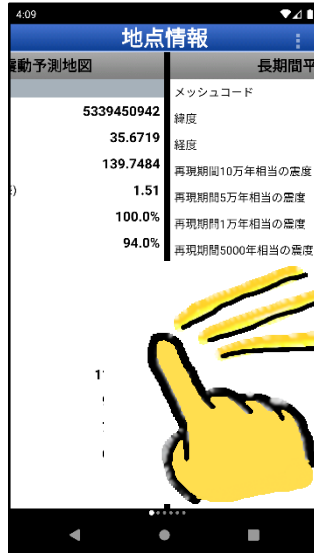 4:09
地点情報
震動予測地図
長期間平
5339450942
35.6719
139.7484
1.51
100.0%
94.0%
メッシュコード
緯度
経度
再現期間10万年相当の震度
再現期間5万年相当の震度
再現期間1万年相当の震度
再現期間5000年相当の震度